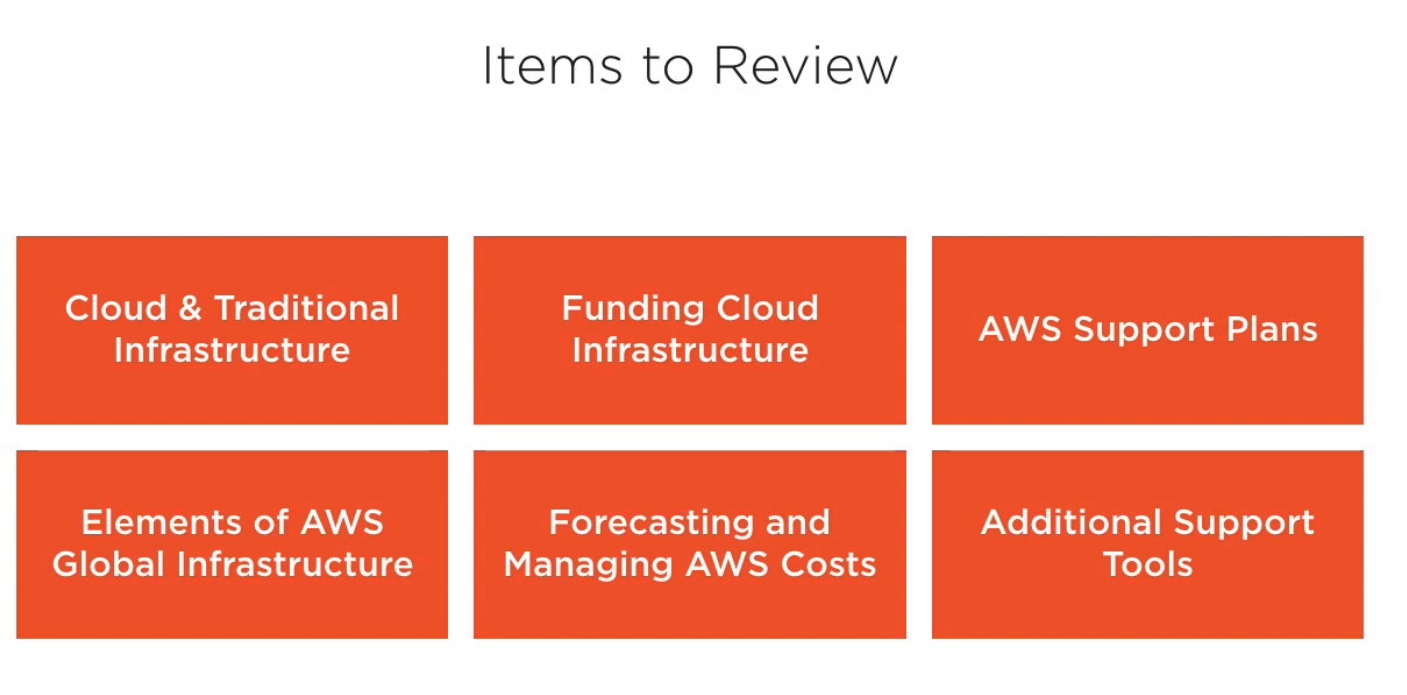 Items to Review
Cloud & Traditional
Infrastructure
Funding Cloud
Infrastructure
AWS Support Plans
Elements of AWS
Global Infrastructure
Forecasting and
Managing AWS Costs
Additional Support
Tools